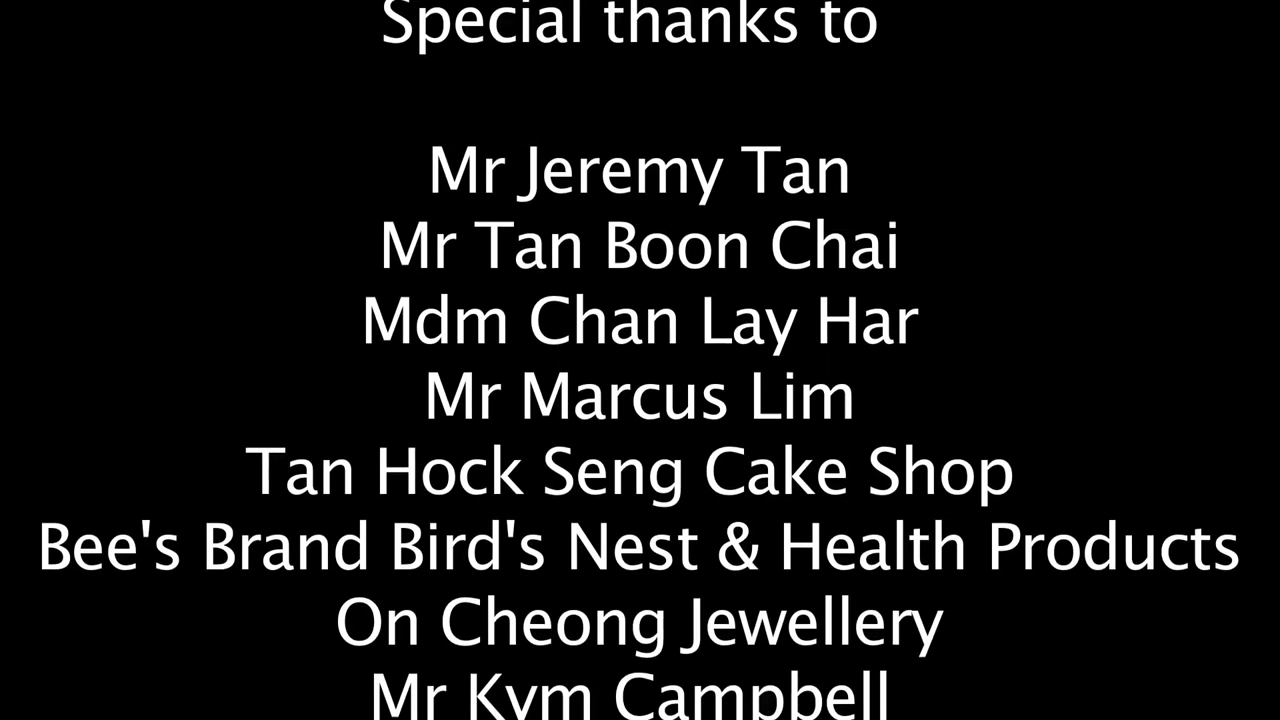 Special thanks to
Mr Jeremy Tan
Mr Tan Boon Chai
Mdm Chan Lay Har
Mr Marcus Lim
Tan Hock Seng Cake Shop
Bee's Brand Bird's Nest & Health Products
On Cheong Jewellery
Mr Kym Campbell